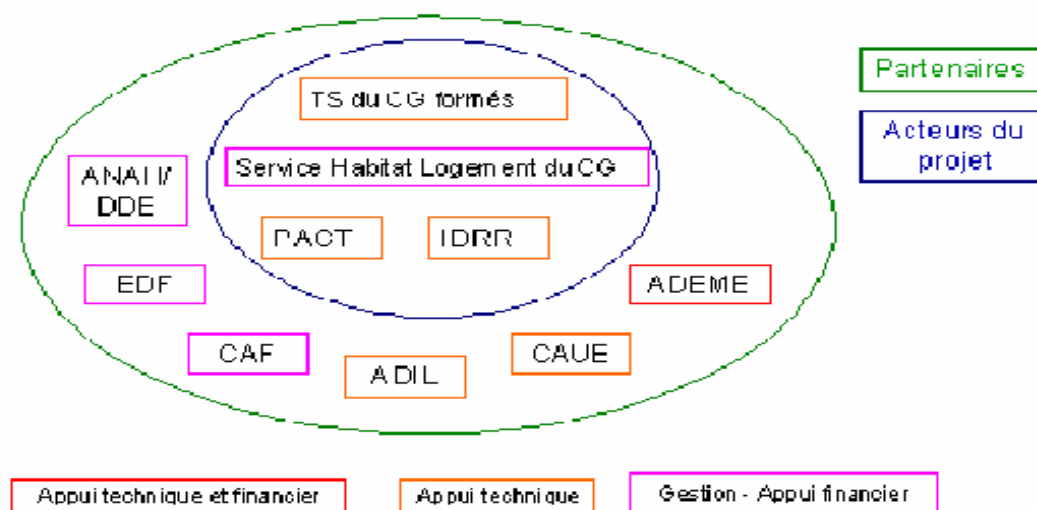 TS du CG formés
Partenaires
Acteurs du
projet
Service Habitat Logement du CG
ANAH/
DDE
PACT
IDRR
EDF
ADEME
CAF
ADIL
CAUE
Appui technique et financier
Appui technique
Gestion - Appui financier